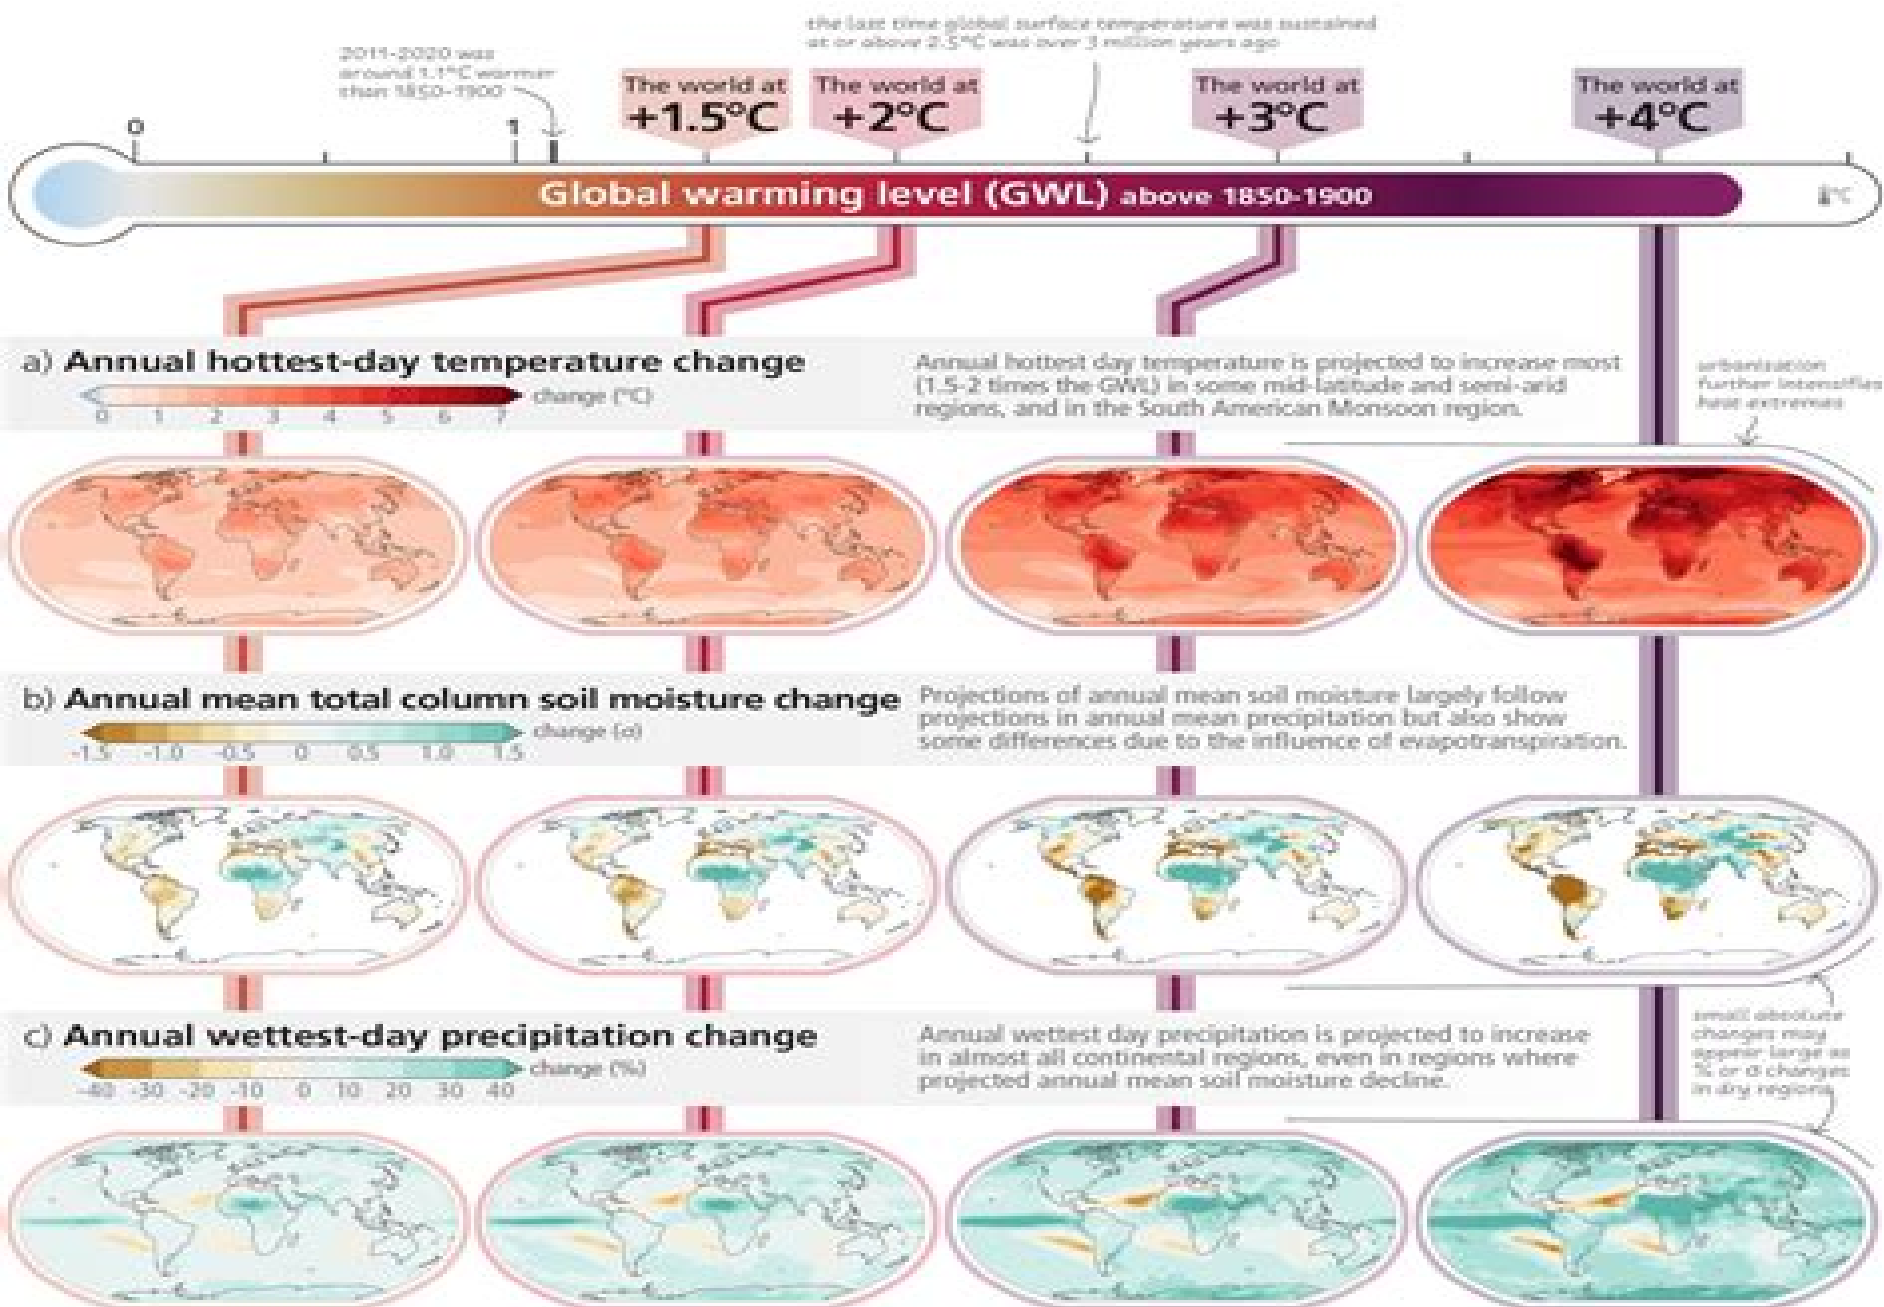 the last time global surface temperature was sustained
at or above 2.5°C was over 3 million years ago
2011-2020 was
around 1.1°C warmer
than 1850-1900
The world at
+1.5°C
The world at
+2°C
The world at
+3°C
The world at
+4°C
0
1
Global warming level (GWL) above 1850-1900
°C
a) Annual hottest-day temperature change
change (°C)
0 1 2 3 4 5 6 7
Annual hottest day temperature is projected to increase most
(1.5-2 times the GWL) in some mid-latitude and semi-arid
regions, and in the South American Monsoon region.
urbanization
further intensifies
heat extremes
b) Annual mean total column soil moisture change
change (σ)
-1.5 -1.0 -0.5 0 0.5 1.0 1.5
Projections of annual mean soil moisture largely follow
projections in annual mean precipitation but also show
some differences due to the influence of evapotranspiration.
c) Annual wettest-day precipitation change
change (%)
-40 -30 -20 -10 0 10 20 30 40
Annual wettest day precipitation is projected to increase
in almost all continental regions, even in regions where
projected annual mean soil moisture decline.
small absolute
changes may
appear large as
% or σ changes
in dry regions